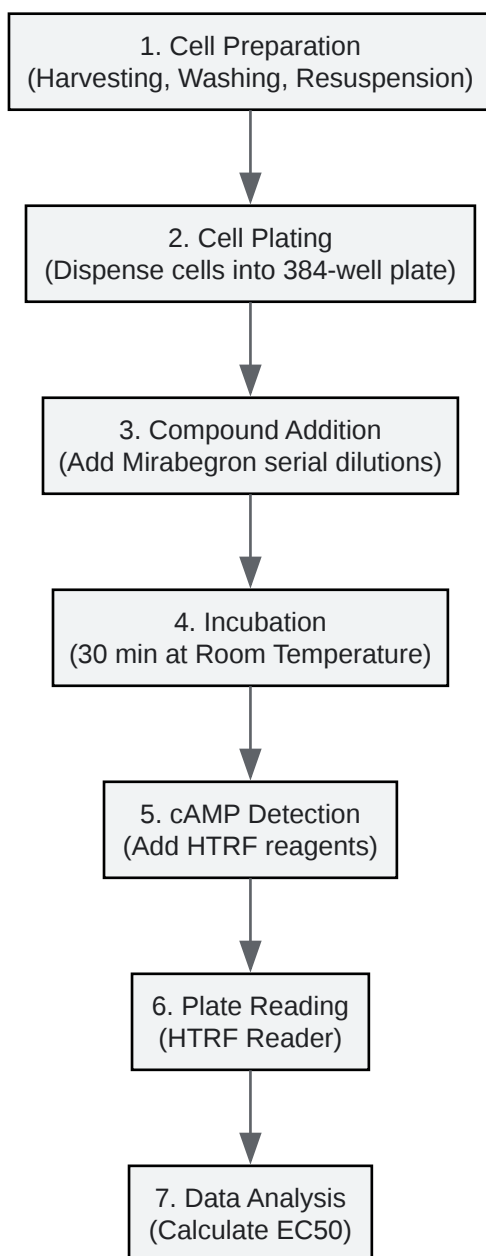 1. Cell Preparation
(Harvesting, Washing, Resuspension)
2. Cell Plating
(Dispense cells into 384-well plate)
3. Compound Addition
(Add Mirabegron serial dilutions)
4. Incubation
(30 min at Room Temperature)
5. cAMP Detection
(Add HTRF reagents)
6. Plate Reading
(HTRF Reader)
7. Data Analysis
(Calculate EC50)